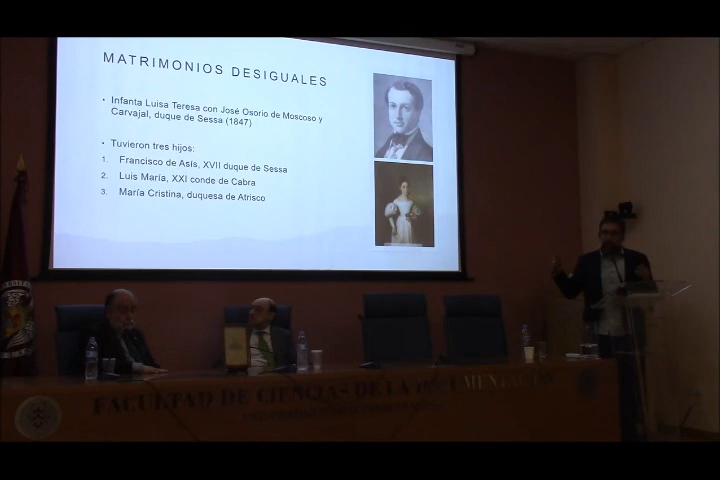 MATRIMONIOS DESIGUALES
• Infanta Luisa Teresa con José Osorio de Moscoso y
Carvajal, duque de Sessa (1847)
• Tuvieron tres hijos:
1. Francisco de Asís, XVII duque de Sessa
2. Luis María, XXI conde de Cabra
3. María Cristina, duquesa de Atrisco
FACULTAD DE CIENCIAS DE LA